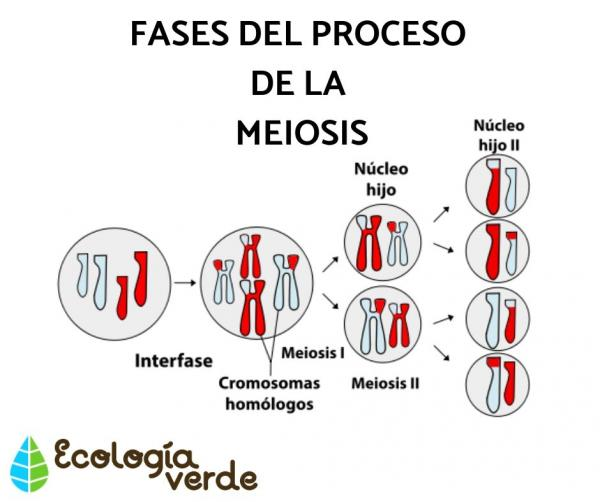 FASES DEL PROCESO
DE LA
MEIOSIS
Núcleo
hijo II
Núcleo
hijo
Interfase
Meiosis I
Cromosomas
homólogos
Meiosis II
Ecología
verde